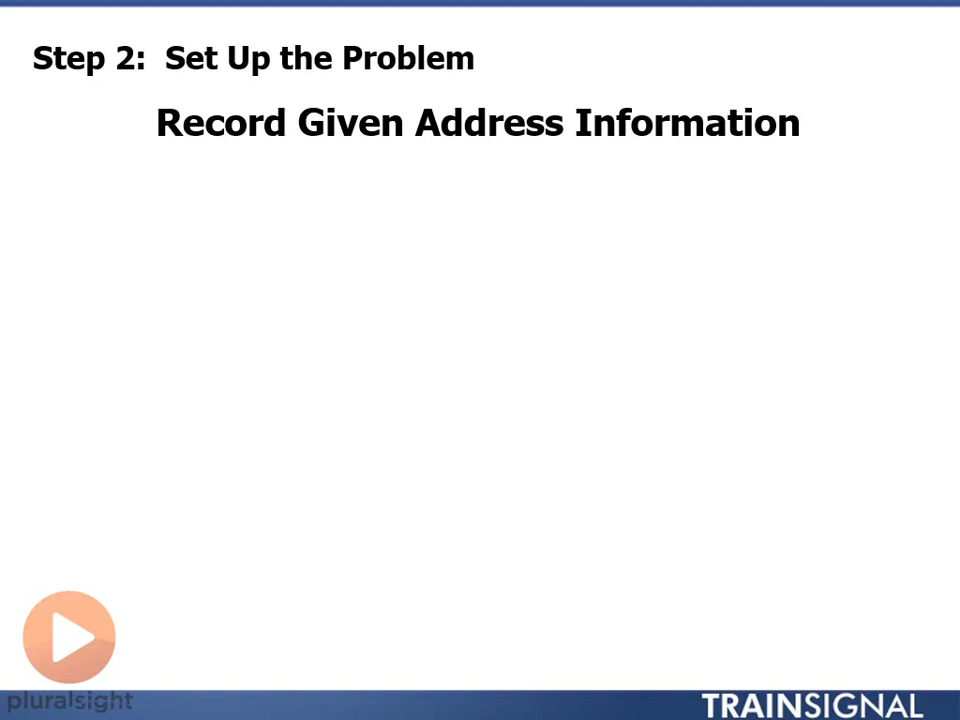 Step 2:  Set Up the Problem
Record Given Address Information
pluralsight
TRAINSIGNAL